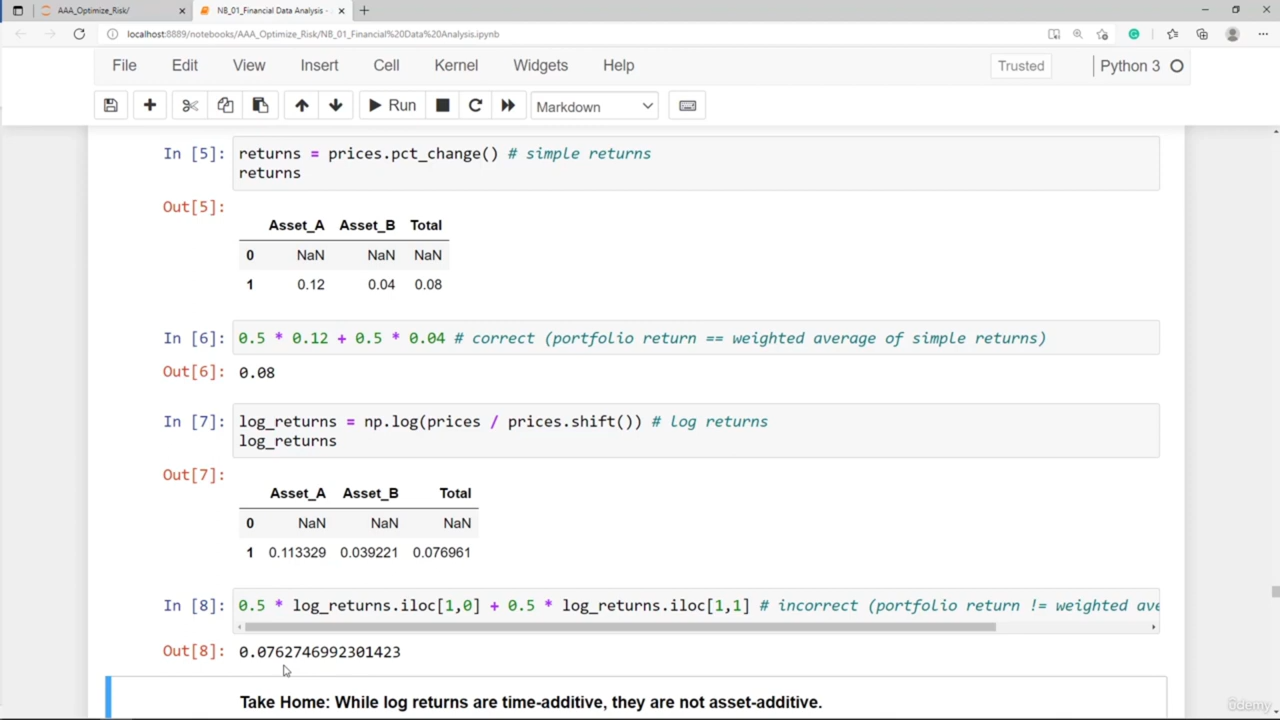 AAA_Optimize_Risk/
NB_01_Financial Data Analysis -
localhost:8889/notebooks/AAA_Optimize_Risk/NB_01_Financial%20Data%20Analysis.ipynb
File Edit View Insert Cell Kernel Widgets Help Trusted Python 3
Run Markdown
In [5]: returns = prices.pct_change() # simple returns
returns
Out[5]:
Asset_A Asset_B Total
0 NaN NaN NaN
1 0.12 0.04 0.08
In [6]: 0.5 * 0.12 + 0.5 * 0.04 # correct (portfolio return == weighted average of simple returns)
Out[6]: 0.08
In [7]: log_returns = np.log(prices / prices.shift()) # log returns
log_returns
Out[7]:
Asset_A Asset_B Total
0 NaN NaN NaN
1 0.113329 0.039221 0.076961
In [8]: 0.5 * log_returns.iloc[1,0] + 0.5 * log_returns.iloc[1,1] # incorrect (portfolio return != weighted ave
Out[8]: 0.0762746992301423
Take Home: While log returns are time-additive, they are not asset-additive.
ûdemy